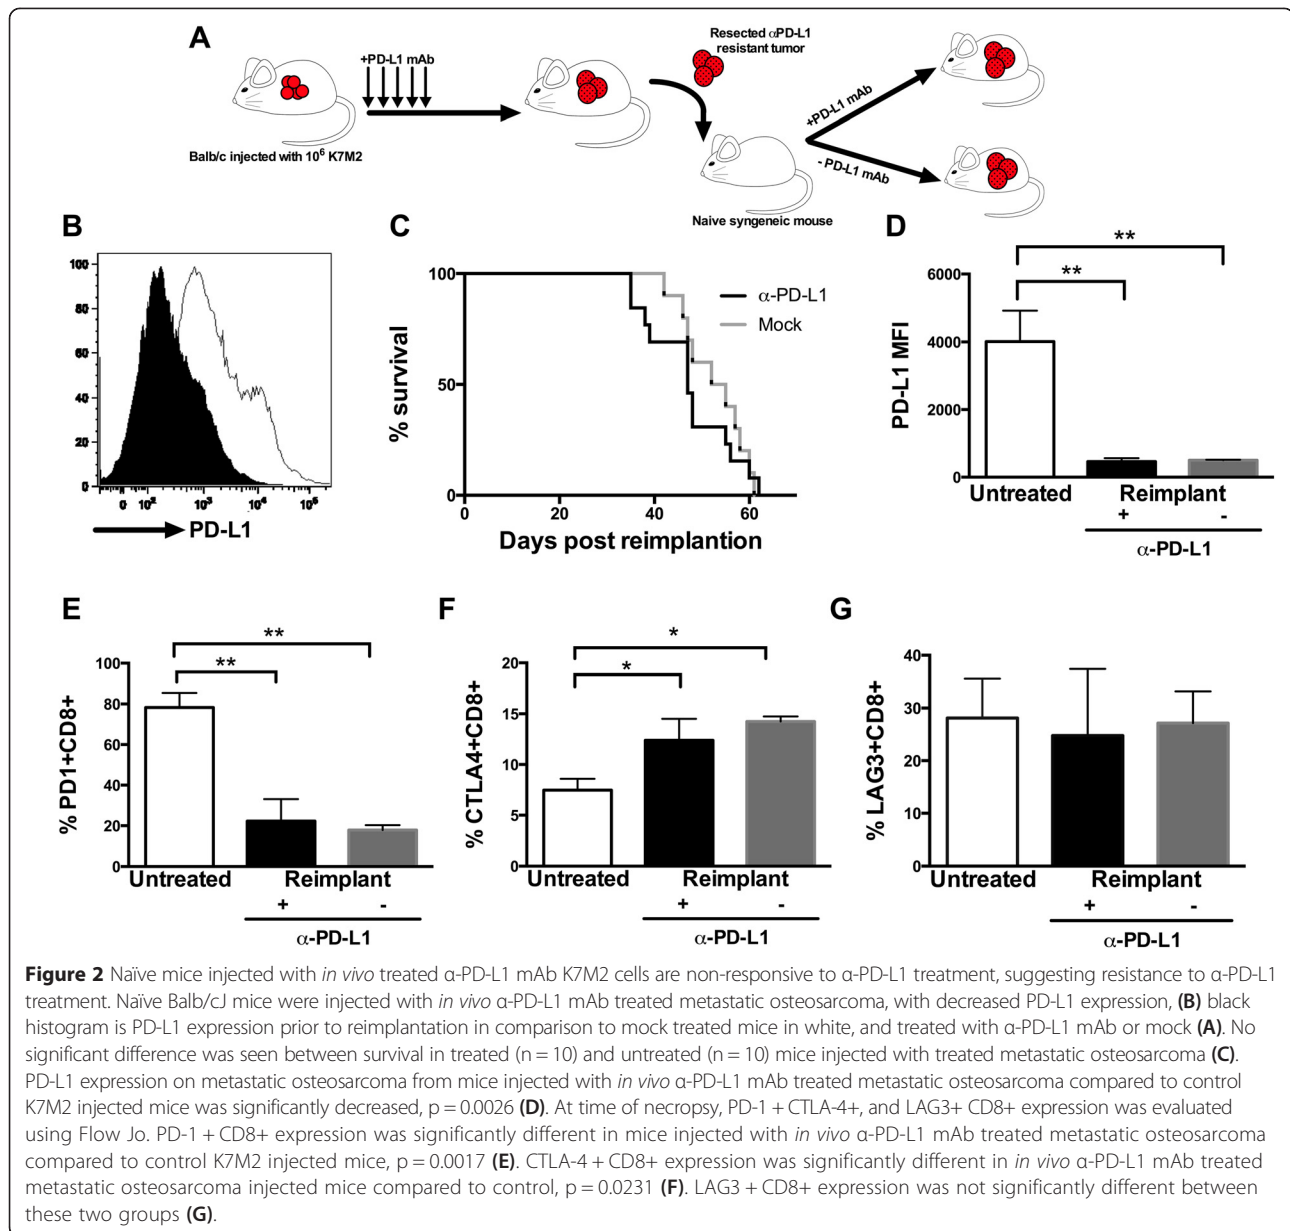 A
+PD-L1 mAb
Resected αPD-L1
resistant tumor
Balb/c injected with 10⁶ K7M2
Naive syngeneic mouse
+PD-L1 mAb
- PD-L1 mAb
B
100
80
60
40
20
0
0 10² 10³ 10⁴ 10⁵
PD-L1
C
% survival
100
50
0
0 20 40 60
Days post reimplantion
α-PD-L1
Mock
D
**
**
PD-L1 MFI
6000
4000
2000
0
Untreated Reimplant
+ -
α-PD-L1
E
**
**
% PD1+CD8+
100
80
60
40
20
0
Untreated Reimplant
+ -
α-PD-L1
F
*
*
% CTLA4+CD8+
20
15
10
5
0
Untreated Reimplant
+ -
α-PD-L1
G
% LAG3+CD8+
40
30
20
10
0
Untreated Reimplant
+ -
α-PD-L1
Figure 2 Naïve mice injected with in vivo treated α-PD-L1 mAb K7M2 cells are non-responsive to α-PD-L1 treatment, suggesting resistance to α-PD-L1
treatment. Naïve Balb/cJ mice were injected with in vivo α-PD-L1 mAb treated metastatic osteosarcoma, with decreased PD-L1 expression, (B) black
histogram is PD-L1 expression prior to reimplantation in comparison to mock treated mice in white, and treated with α-PD-L1 mAb or mock (A). No
significant difference was seen between survival in treated (n = 10) and untreated (n = 10) mice injected with treated metastatic osteosarcoma (C).
PD-L1 expression on metastatic osteosarcoma from mice injected with in vivo α-PD-L1 mAb treated metastatic osteosarcoma compared to control
K7M2 injected mice was significantly decreased, p = 0.0026 (D). At time of necropsy, PD-1 + CTLA-4+, and LAG3+ CD8+ expression was evaluated
using Flow Jo. PD-1 + CD8+ expression was significantly different in mice injected with in vivo α-PD-L1 mAb treated metastatic osteosarcoma
compared to control K7M2 injected mice, p = 0.0017 (E). CTLA-4 + CD8+ expression was significantly different in in vivo α-PD-L1 mAb treated
metastatic osteosarcoma injected mice compared to control, p = 0.0231 (F). LAG3 + CD8+ expression was not significantly different between
these two groups (G).